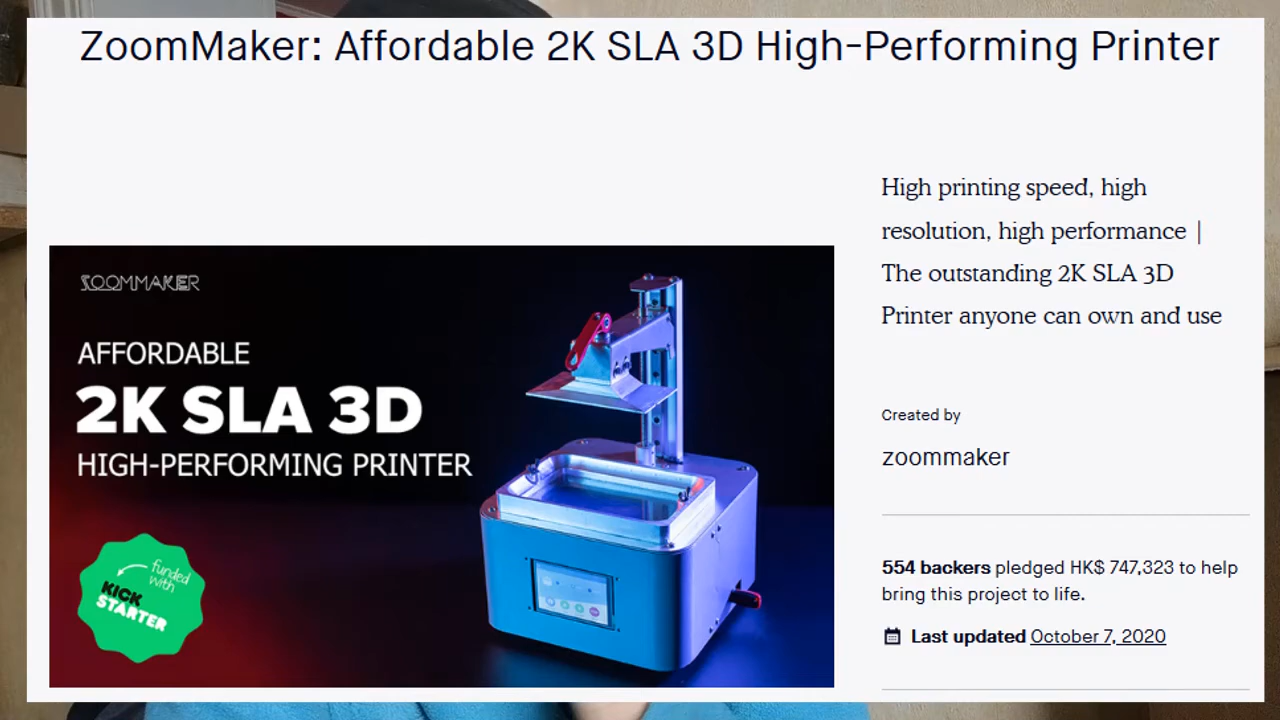 ZoomMaker: Affordable 2K SLA 3D High-Performing Printer
ZOOMMAKER
AFFORDABLE
2K SLA 3D
HIGH-PERFORMING PRINTER
funded
with
KICK
STARTER
High printing speed, high
resolution, high performance |
The outstanding 2K SLA 3D
Printer anyone can own and use
Created by
zoommaker
554 backers pledged HK$ 747,323 to help
bring this project to life.
Last updated October 7, 2020